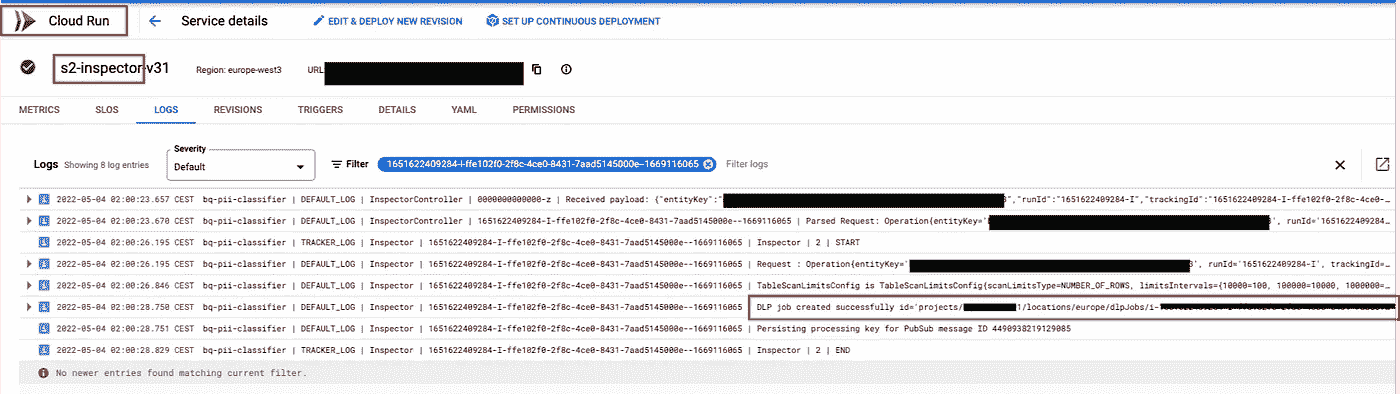 Cloud Run
Service details
EDIT & DEPLOY NEW REVISION
SET UP CONTINUOUS DEPLOYMENT
s2-inspector-v31
Region: europe-west3
URL:
METRICS SLOS LOGS REVISIONS TRIGGERS DETAILS YAML PERMISSIONS
Logs Showing 8 log entries
Severity
Default
Filter
1651622409284-I-ffe102f0-2f8c-4ce0-8431-7aad5145000e--1669116065
Filter logs
2022-05-04 02:00:23.657 CEST bq-pii-classifier | DEFAULT_LOG | InspectorController | 0000000000000-z | Received payload: {"entityKey":" ","runId":"1651622409284-I","trackingId":"1651622409284-I-ffe102f0-2f8c-4…
2022-05-04 02:00:23.670 CEST bq-pii-classifier | DEFAULT_LOG | InspectorController | 1651622409284-I-ffe102f0-2f8c-4ce0-8431-7aad5145000e--1669116065 | Parsed Request: Operation{entityKey=' ', runId='1651622409284…
2022-05-04 02:00:26.195 CEST bq-pii-classifier | TRACKER_LOG | Inspector | 1651622409284-I-ffe102f0-2f8c-4ce0-8431-7aad5145000e--1669116065 | Inspector | 2 | START
2022-05-04 02:00:26.195 CEST bq-pii-classifier | DEFAULT_LOG | Inspector | 1651622409284-I-ffe102f0-2f8c-4ce0-8431-7aad5145000e--1669116065 | Request : Operation{entityKey=' 3', runId='1651622409284-I', trackingId=…
2022-05-04 02:00:26.846 CEST bq-pii-classifier | DEFAULT_LOG | Inspector | 1651622409284-I-ffe102f0-2f8c-4ce0-8431-7aad5145000e--1669116065 | TableScanLimitsConfig is TableScanLimitsConfig{scanLimitsType=NUMBER_OF_ROWS, limitsIntervals={10000=100, 100000=10000, 1000000=…
2022-05-04 02:00:28.750 CEST bq-pii-classifier | DEFAULT_LOG | Inspector | 1651622409284-I-ffe102f0-2f8c-4ce0-8431-7aad5145000e--1669116065 | DLP job created successfully id='projects/ 1/locations/europe/dlpJobs/i-
2022-05-04 02:00:28.751 CEST bq-pii-classifier | DEFAULT_LOG | Inspector | 1651622409284-I-ffe102f0-2f8c-4ce0-8431-7aad5145000e--1669116065 | Persisting processing key for PubSub message ID 4490938219129085
2022-05-04 02:00:28.829 CEST bq-pii-classifier | TRACKER_LOG | Inspector | 1651622409284-I-ffe102f0-2f8c-4ce0-8431-7aad5145000e--1669116065 | Inspector | 2 | END
No newer entries found matching current filter.